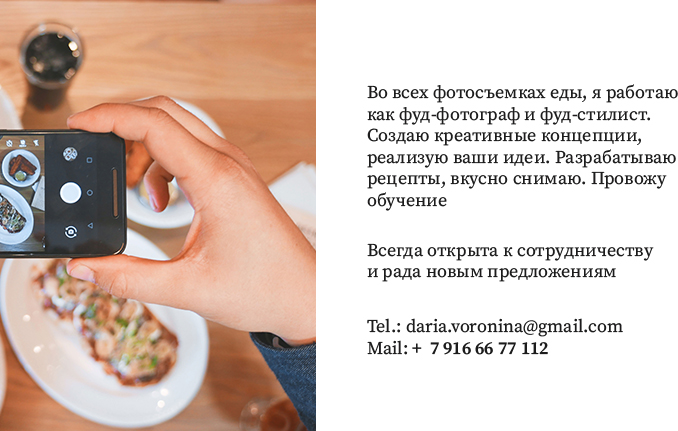 Во всех фотосъемках еды, я работаю
как фуд-фотограф и фуд-стилист.
Создаю креативные концепции,
реализую ваши идеи. Разрабатываю
рецепты, вкусно снимаю. Провожу
обучение
Всегда открыта к сотрудничеству
и рада новым предложениям
Tel.: daria.voronina@gmail.com
Mail: + 7 916 66 77 112